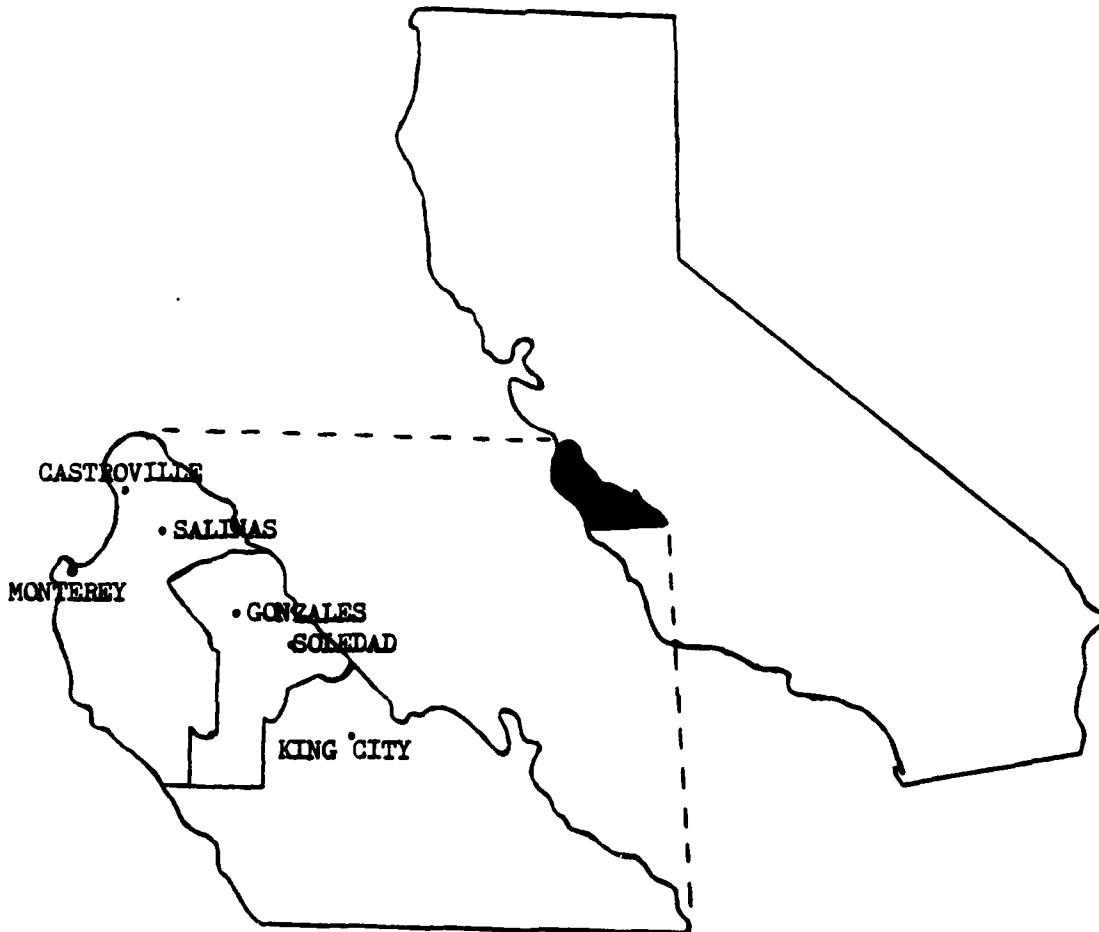 CASTROVILLE
SALINAS
MONTEREY
GONZALES
SOLEDAD
KING CITY